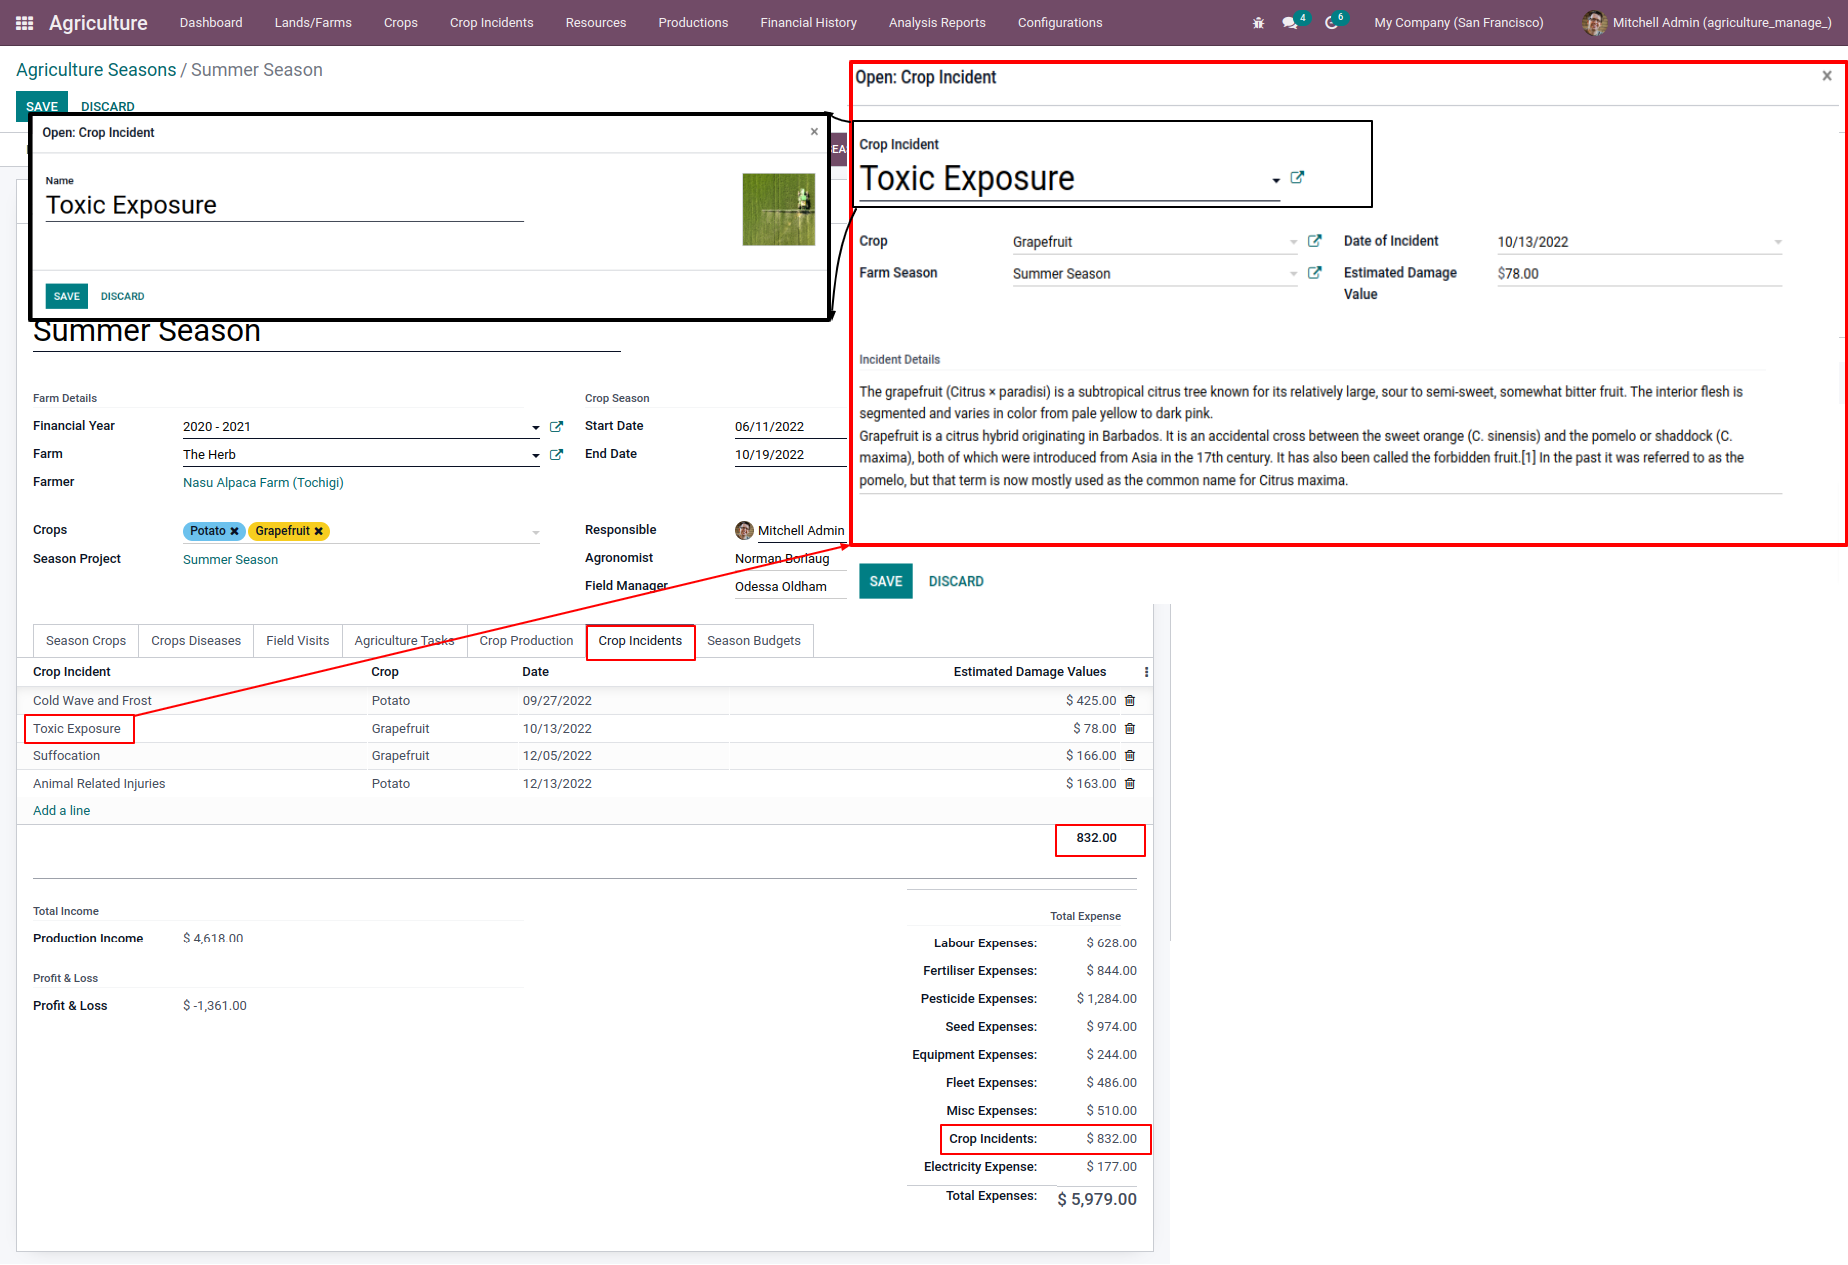 Agriculture Dashboard Lands/Farms Crops Crop Incidents Resources Productions Financial History Analysis Reports Configurations 4 6 My Company (San Francisco) Mitchell Admin (agriculture_manage_)
Agriculture Seasons / Summer Season
SAVE DISCARD
Open: Crop Incident ×
Name
Toxic Exposure
SAVE DISCARD
Open: Crop Incident ×
Crop Incident
Toxic Exposure
Crop Grapefruit Date of Incident 10/13/2022
Farm Season Summer Season Estimated Damage Value $78.00
Incident Details
The grapefruit (Citrus × paradisi) is a subtropical citrus tree known for its relatively large, sour to semi-sweet, somewhat bitter fruit. The interior flesh is
segmented and varies in color from pale yellow to dark pink.
Grapefruit is a citrus hybrid originating in Barbados. It is an accidental cross between the sweet orange (C. sinensis) and the pomelo or shaddock (C.
maxima), both of which were introduced from Asia in the 17th century. It has also been called the forbidden fruit.[1] In the past it was referred to as the
pomelo, but that term is now mostly used as the common name for Citrus maxima.
SAVE DISCARD
Summer Season
Farm Details Crop Season
Financial Year 2020 - 2021 Start Date 06/11/2022
Farm The Herb End Date 10/19/2022
Farmer Nasu Alpaca Farm (Tochigi)
Crops Potato × Grapefruit × Responsible Mitchell Admin
Season Project Summer Season Agronomist Norman Borlaug
Field Manager Odessa Oldham
Season Crops Crops Diseases Field Visits Agriculture Tasks Crop Production Crop Incidents Season Budgets
Crop Incident Crop Date Estimated Damage Values
Cold Wave and Frost Potato 09/27/2022 $ 425.00
Toxic Exposure Grapefruit 10/13/2022 $ 78.00
Suffocation Grapefruit 12/05/2022 $ 166.00
Animal Related Injuries Potato 12/13/2022 $ 163.00
Add a line
832.00
Total Income
Production Income $ 4,618.00
Profit & Loss
Profit & Loss $ -1,361.00
Total Expense
Labour Expenses: $ 628.00
Fertiliser Expenses: $ 844.00
Pesticide Expenses: $ 1,284.00
Seed Expenses: $ 974.00
Equipment Expenses: $ 244.00
Fleet Expenses: $ 486.00
Misc Expenses: $ 510.00
Crop Incidents: $ 832.00
Electricity Expense: $ 177.00
Total Expenses: $ 5,979.00